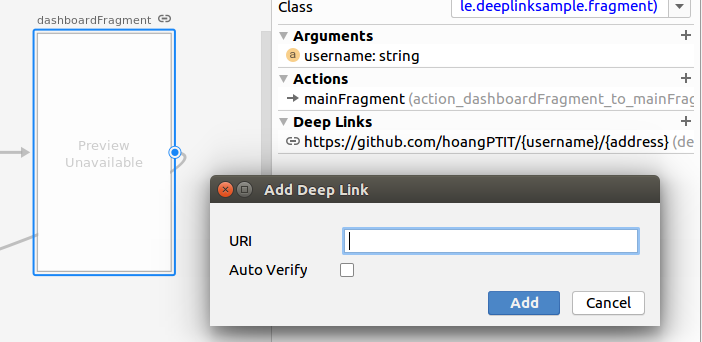 dashboardFragment
Preview
Unavailable
Class
le.deeplinksample.fragment)
Arguments
a username: string
Actions
mainFragment (action_dashboardFragment_to_mainFrag
Deep Links
https://github.com/hoangPTIT/{username}/{address} (de
Add Deep Link
URI
Auto Verify
Add Cancel